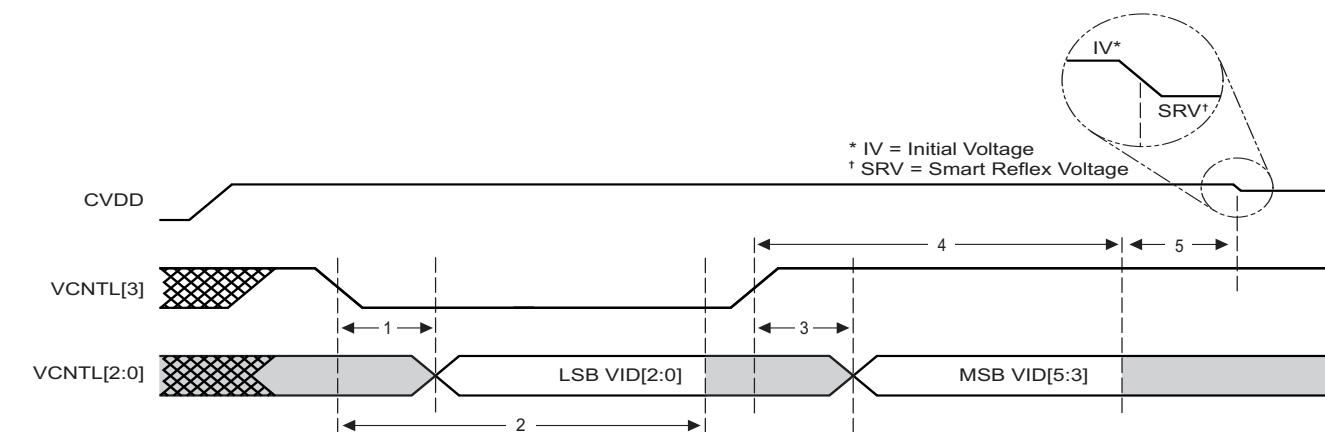 IV*
SRV†
* IV = Initial Voltage
† SRV = Smart Reflex Voltage
CVDD
4
5
VCNTL[3]
1
3
VCNTL[2:0]
LSB VID[2:0]
MSB VID[5:3]
2